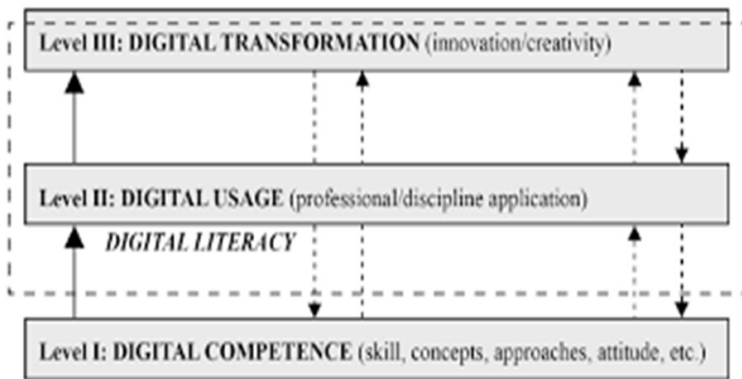 Level III: DIGITAL TRANSFORMATION (innovation/creativity)
Level II: DIGITAL USAGE (professional/discipline application)
DIGITAL LITERACY
Level I: DIGITAL COMPETENCE (skill, concepts, approaches, attitude, etc.)